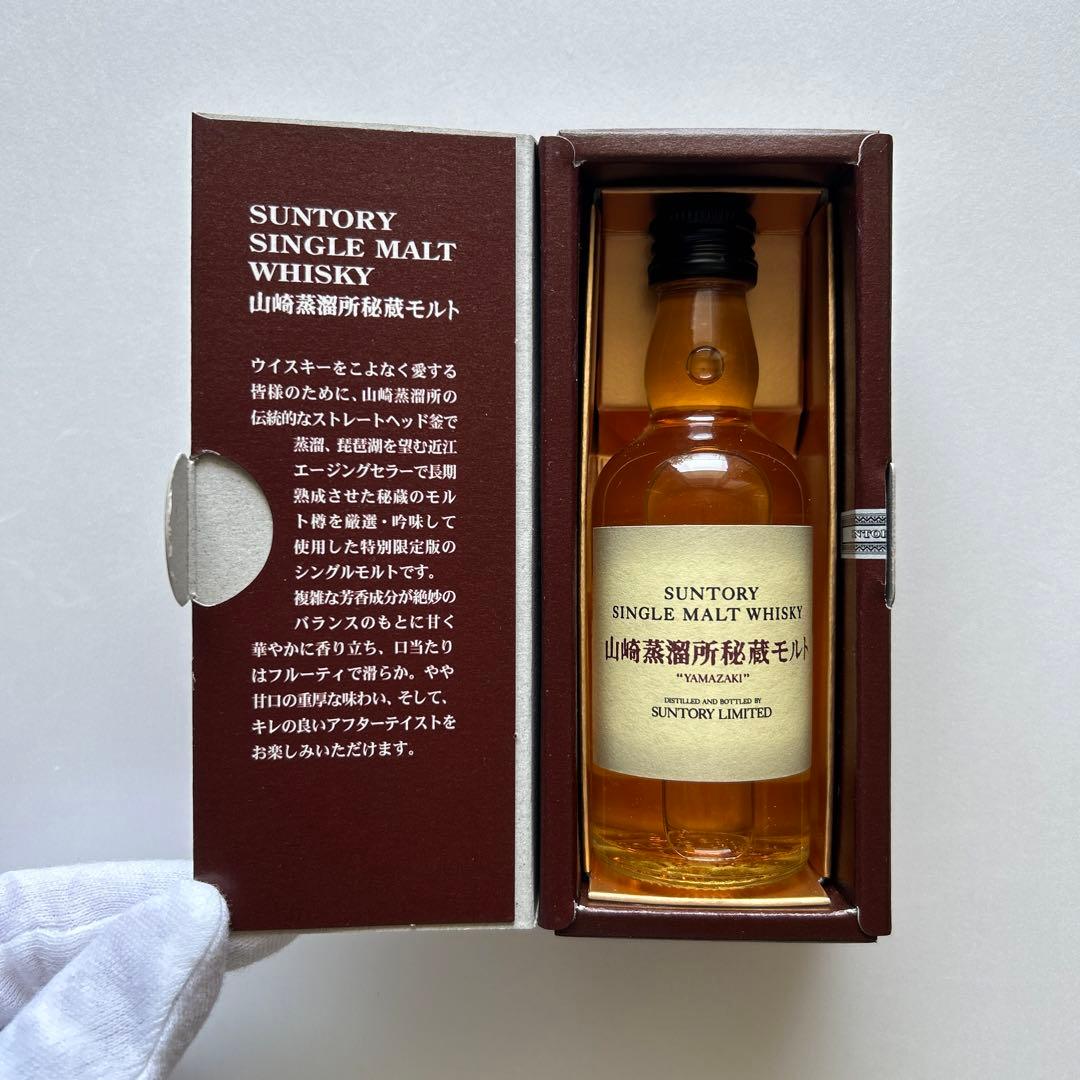 SUNTORY
SINGLE MALT
WHISKY
山崎蒸溜所秘蔵モルト
ウイスキーをこよなく愛する
皆様のために、山崎蒸溜所の
伝統的なストレートヘッド釜で
蒸溜、琵琶湖を望む近江
エージングセラーで長期
熟成させた秘蔵のモル
ト樽を厳選・吟味して
使用した特別限定版の
シングルモルトです。
複雑な芳香成分が絶妙の
バランスのもとに甘く
華やかに香り立ち、口当たり
はフルーティで滑らか。やや
甘口の重厚な味わい、そして、
キレの良いアフターテイストを
お楽しみいただけます。
SUNTORY
SINGLE MALT WHISKY
山崎蒸溜所秘蔵モルト
"YAMAZAKI"
DISTILLED AND BOTTLED BY
SUNTORY LIMITED